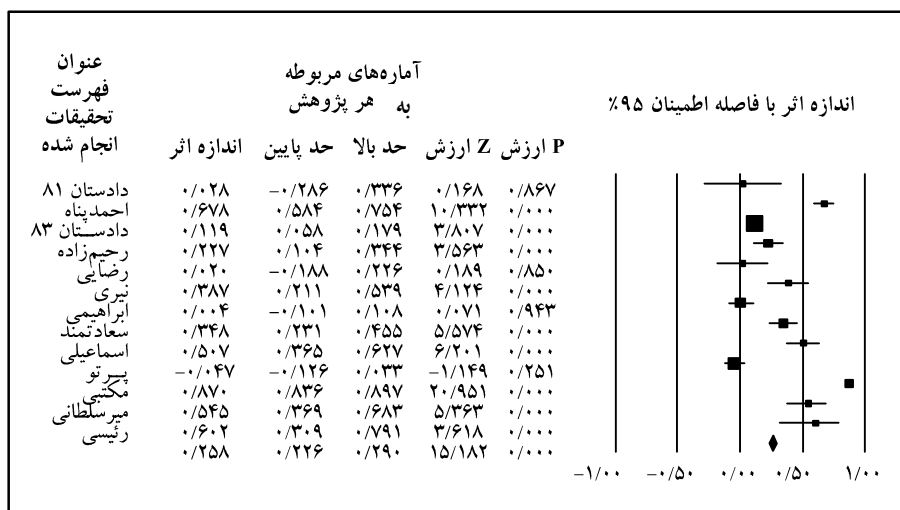 عنوان
فهرست
تحقیقات
انجام شده
آماره‌های مربوطه
به هر پژوهش
اندازه اثر با فاصله اطمینان ۹۵٪
اندازه اثر حد پایین حد بالا ارزش Z ارزش P
دادستان ۸۱ ۰/۰۲۸ −۰/۲۸۶ ۰/۳۳۶ ۰/۱۶۸ ۰/۸۶۷
احمدپناه ۰/۶۷۸ ۰/۵۸۴ ۰/۷۵۴ ۱۰/۳۳۲ ۰/۰۰۰
دادستان ۸۳ ۰/۱۱۹ ۰/۰۵۸ ۰/۱۷۹ ۳/۸۰۷ ۰/۰۰۰
رحیم‌زاده ۰/۲۲۷ ۰/۱۰۴ ۰/۳۴۴ ۳/۵۶۳ ۰/۰۰۰
رضایی ۰/۰۲۰ −۰/۱۸۸ ۰/۲۲۶ ۰/۱۸۹ ۰/۸۵۰
نیری ۰/۳۸۷ ۰/۲۱۱ ۰/۵۳۹ ۴/۱۲۴ ۰/۰۰۰
ابراهیمی ۰/۰۰۴ −۰/۱۰۱ ۰/۱۰۸ ۰/۰۷۱ ۰/۹۴۳
سعادتمند ۰/۳۴۸ ۰/۲۳۱ ۰/۴۵۵ ۵/۵۷۴ ۰/۰۰۰
اسماعیلی ۰/۵۰۷ ۰/۳۶۵ ۰/۶۲۷ ۶/۲۰۱ ۰/۰۰۰
پرتو −۰/۰۴۷ −۰/۱۲۶ ۰/۰۳۳ −۱/۱۴۹ ۰/۲۵۱
مکتبی ۰/۸۷۰ ۰/۸۳۶ ۰/۸۹۷ ۲۰/۹۵۱ ۰/۰۰۰
میرسلطانی ۰/۵۴۵ ۰/۳۶۹ ۰/۶۸۳ ۵/۳۶۳ ۰/۰۰۰
رئیسی ۰/۶۰۲ ۰/۳۰۹ ۰/۷۹۱ ۳/۶۱۸ ۰/۰۰۰
۰/۲۵۸ ۰/۲۲۶ ۰/۲۹۰ ۱۵/۱۸۲ ۰/۰۰۰
−۱/۰۰ −۰/۵۰ ۰/۰۰ ۰/۵۰ ۱/۰۰